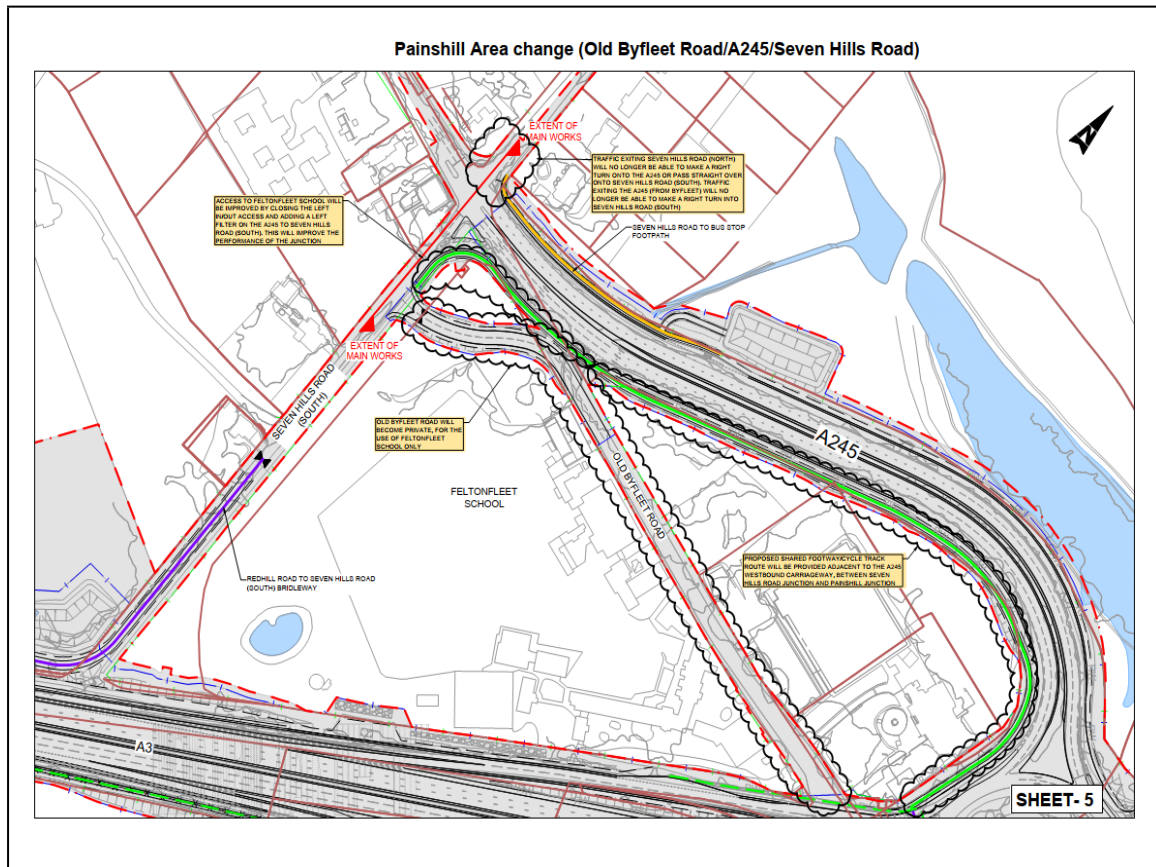 Painshill Area change (Old Byfleet Road/A245/Seven Hills Road)
N
EXTENT OF
MAIN WORKS
TRAFFIC EXITING SEVEN HILLS ROAD (NORTH)
WILL NO LONGER BE ABLE TO MAKE A RIGHT
TURN ONTO THE A245 OR PASS STRAIGHT OVER
ONTO SEVEN HILLS ROAD (SOUTH). TRAFFIC
EXITING THE A245 (FROM BYFLEET) WILL NO
LONGER BE ABLE TO MAKE A RIGHT TURN INTO
SEVEN HILLS ROAD (SOUTH)
ACCESS TO FELTONFLEET SCHOOL WILL
BE IMPROVED BY CLOSING THE LEFT
IN/OUT ACCESS AND ADDING A LEFT
FILTER ON THE A245 TO SEVEN HILLS
ROAD (SOUTH). THIS WILL IMPROVE THE
PERFORMANCE OF THE JUNCTION
SEVEN HILLS ROAD TO BUS STOP
FOOTPATH
EXTENT OF
MAIN WORKS
SEVEN HILLS ROAD
(SOUTH)
OLD BYFLEET ROAD WILL
BECOME PRIVATE, FOR THE
USE OF FELTONFLEET
SCHOOL ONLY
A245
OLD BYFLEET ROAD
FELTONFLEET
SCHOOL
PROPOSED SHARED FOOTWAY/CYCLE TRACK
ROUTE WILL BE PROVIDED ADJACENT TO THE A245
WESTBOUND CARRIAGEWAY, BETWEEN SEVEN
HILLS ROAD JUNCTION AND PAINSHILL JUNCTION
REDHILL ROAD TO SEVEN HILLS ROAD
(SOUTH) BRIDLEWAY
A3
SHEET- 5